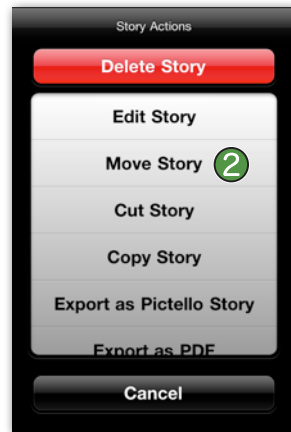 Story Actions
Delete Story
Edit Story
Move Story 2
Cut Story
Copy Story
Export as Pictello Story
Export as PDF
Cancel